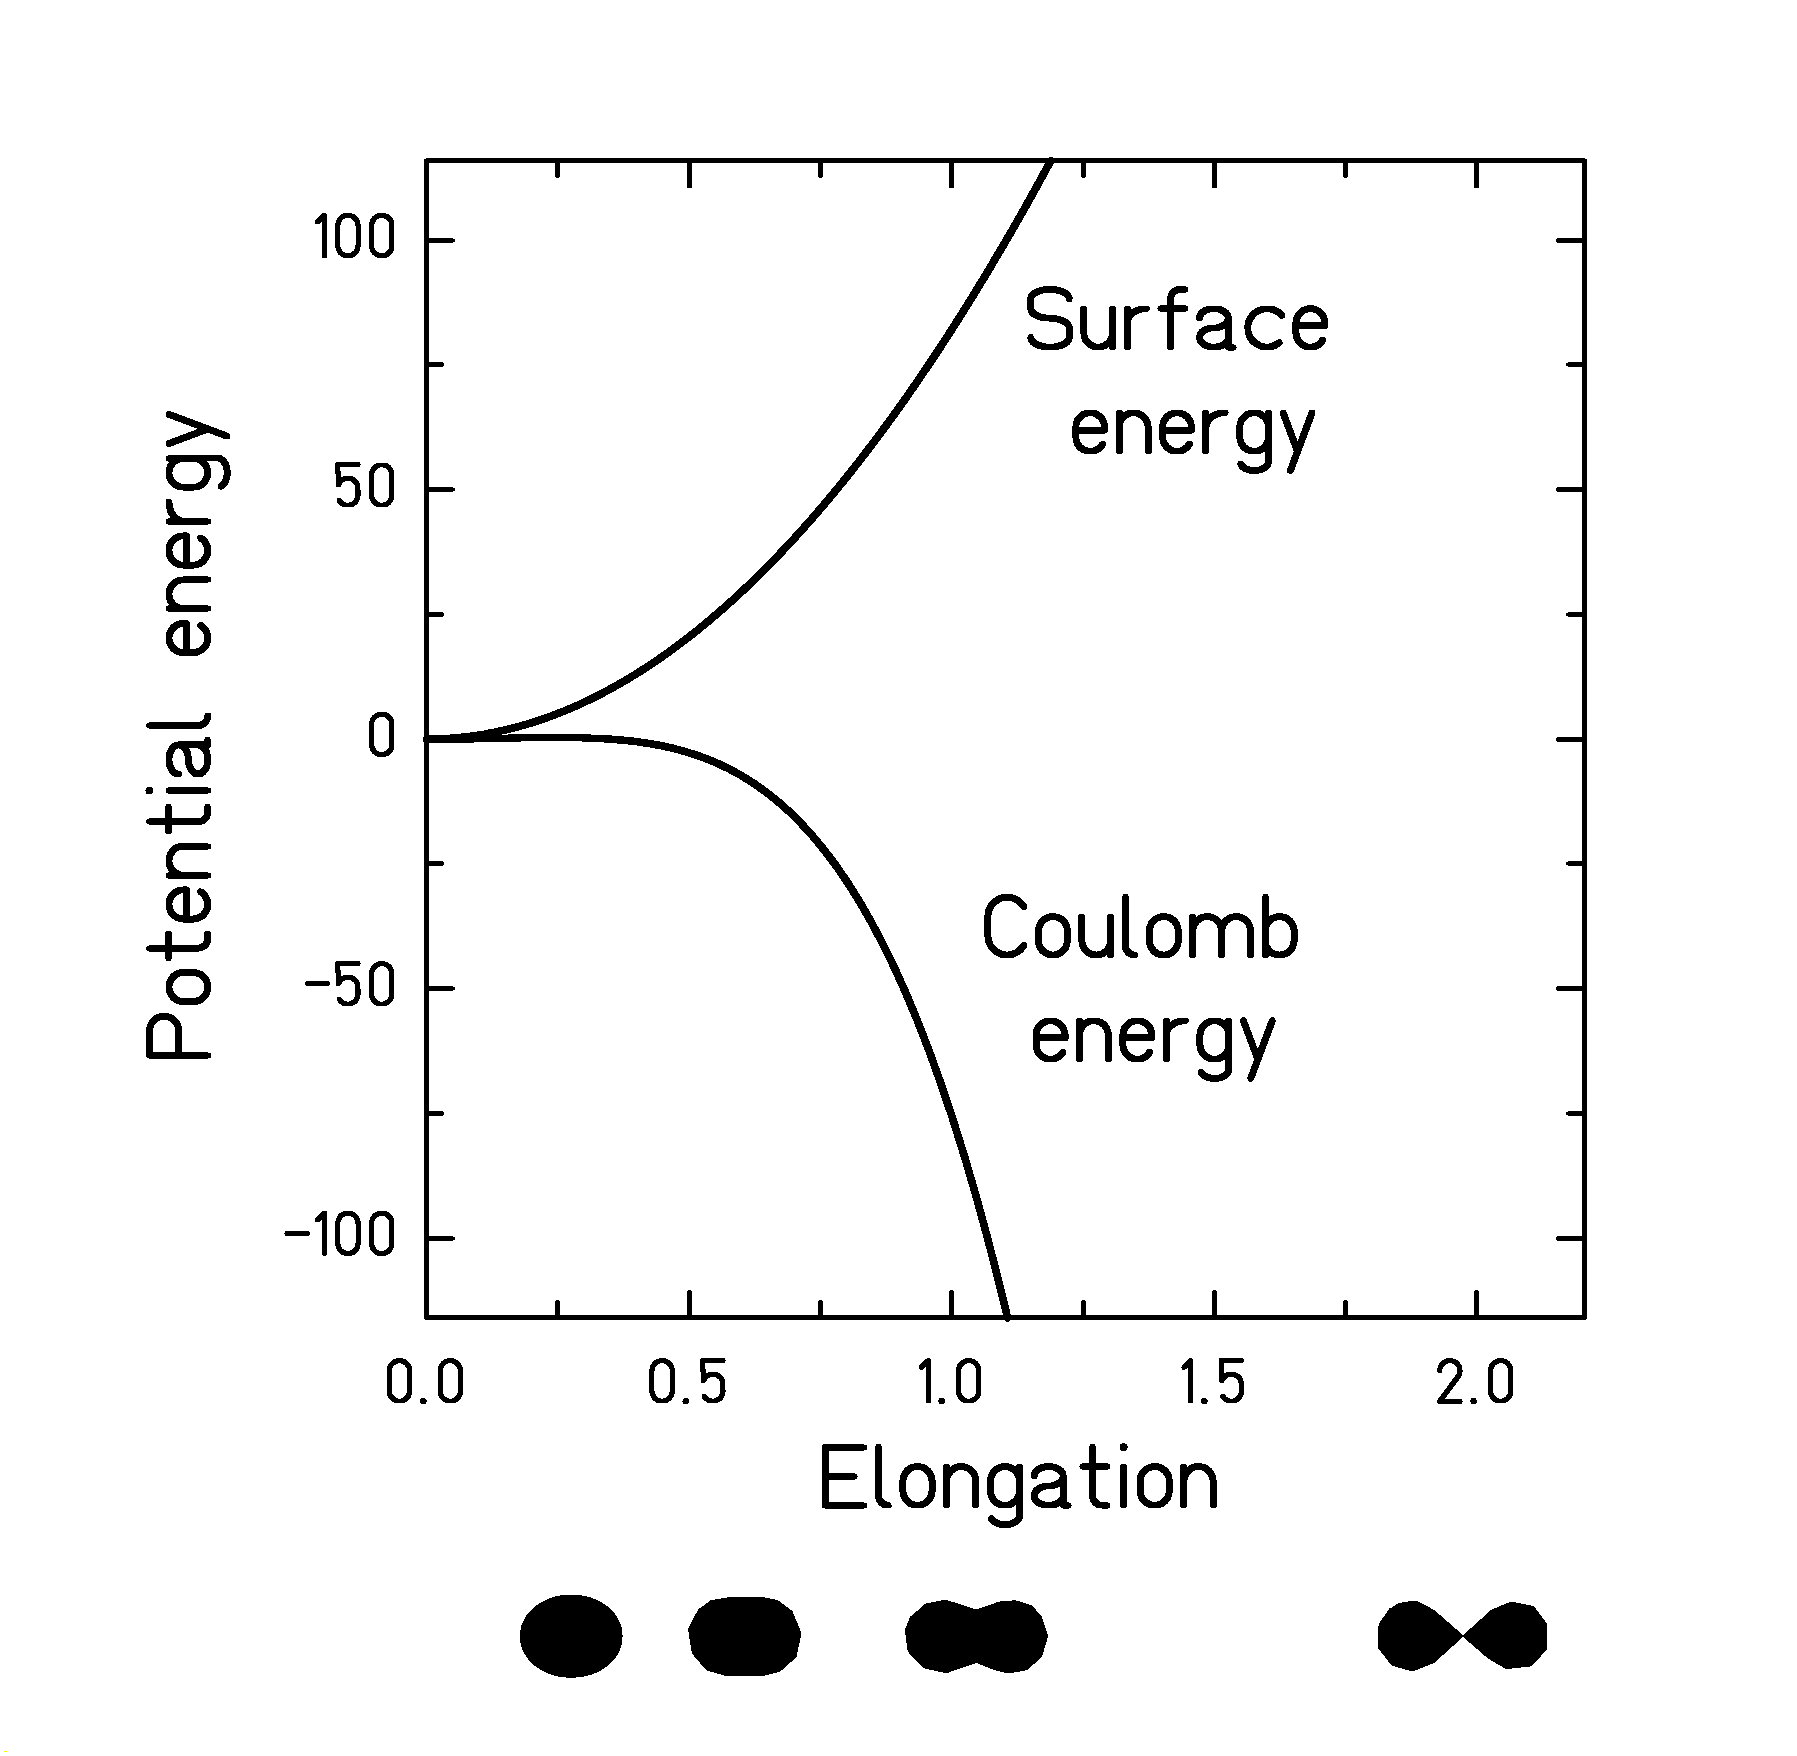 100
Surface
energy
50
0
Potential energy
Coulomb
-50
energy
-100
0.0 0.5 1.0 1.5 2.0
Elongation